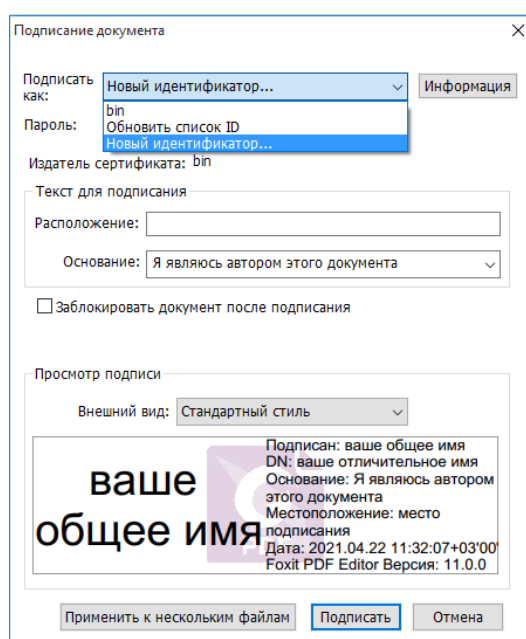 Подписание документа
Подписать как:
Новый идентификатор...
Информация
bin
Обновить список ID
Новый идентификатор...
Пароль:
Издатель сертификата: bin
Текст для подписания
Расположение:
Основание: Я являюсь автором этого документа
Заблокировать документ после подписания
Просмотр подписи
Внешний вид: Стандартный стиль
ваше
общее имя
Подписан: ваше общее имя
DN: ваше отличительное имя
Основание: Я являюсь автором
этого документа
Местоположение: место
подписания
Дата: 2021.04.22 11:32:07+03'00'
Foxit PDF Editor Версия: 11.0.0
PDF
Применить к нескольким файлам
Подписать
Отмена